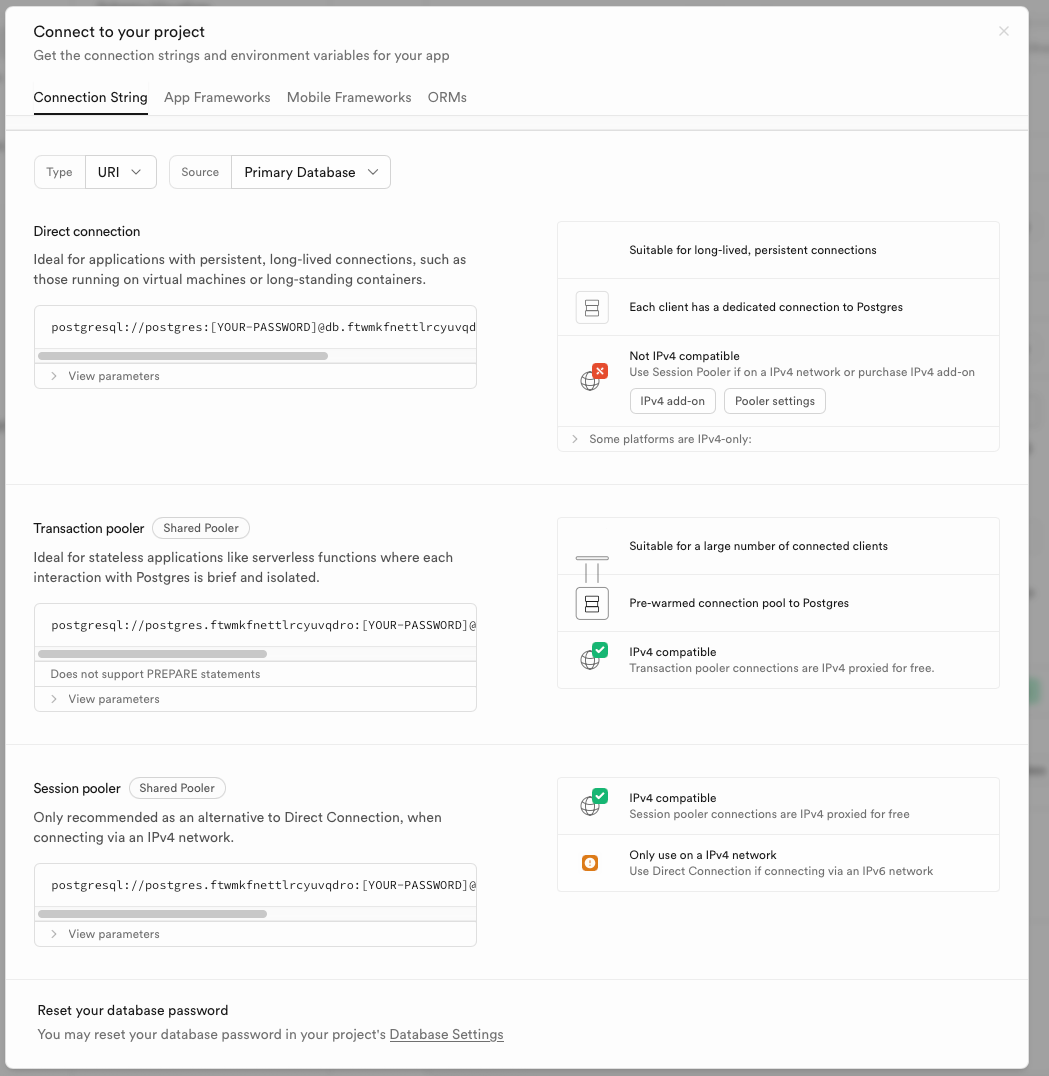 Connect to your project
Get the connection strings and environment variables for your app
Connection String
App Frameworks
Mobile Frameworks
ORMs
Type
URI
Source
Primary Database
Direct connection
Ideal for applications with persistent, long-lived connections, such as
those running on virtual machines or long-standing containers.
postgresql://postgres:[YOUR-PASSWORD]@db.ftwmkfnettlrcyuvqd
View parameters
Suitable for long-lived, persistent connections
Each client has a dedicated connection to Postgres
Not IPv4 compatible
Use Session Pooler if on a IPv4 network or purchase IPv4 add-on
IPv4 add-on
Pooler settings
Some platforms are IPv4-only:
Transaction pooler
Shared Pooler
Ideal for stateless applications like serverless functions where each
interaction with Postgres is brief and isolated.
postgresql://postgres.ftwmkfnettlrcyuvqdro:[YOUR-PASSWORD]@
Does not support PREPARE statements
View parameters
Suitable for a large number of connected clients
Pre-warmed connection pool to Postgres
IPv4 compatible
Transaction pooler connections are IPv4 proxied for free.
Session pooler
Shared Pooler
Only recommended as an alternative to Direct Connection, when
connecting via an IPv4 network.
postgresql://postgres.ftwmkfnettlrcyuvqdro:[YOUR-PASSWORD]@
View parameters
IPv4 compatible
Session pooler connections are IPv4 proxied for free
Only use on a IPv4 network
Use Direct Connection if connecting via an IPv6 network
Reset your database password
You may reset your database password in your project's Database Settings